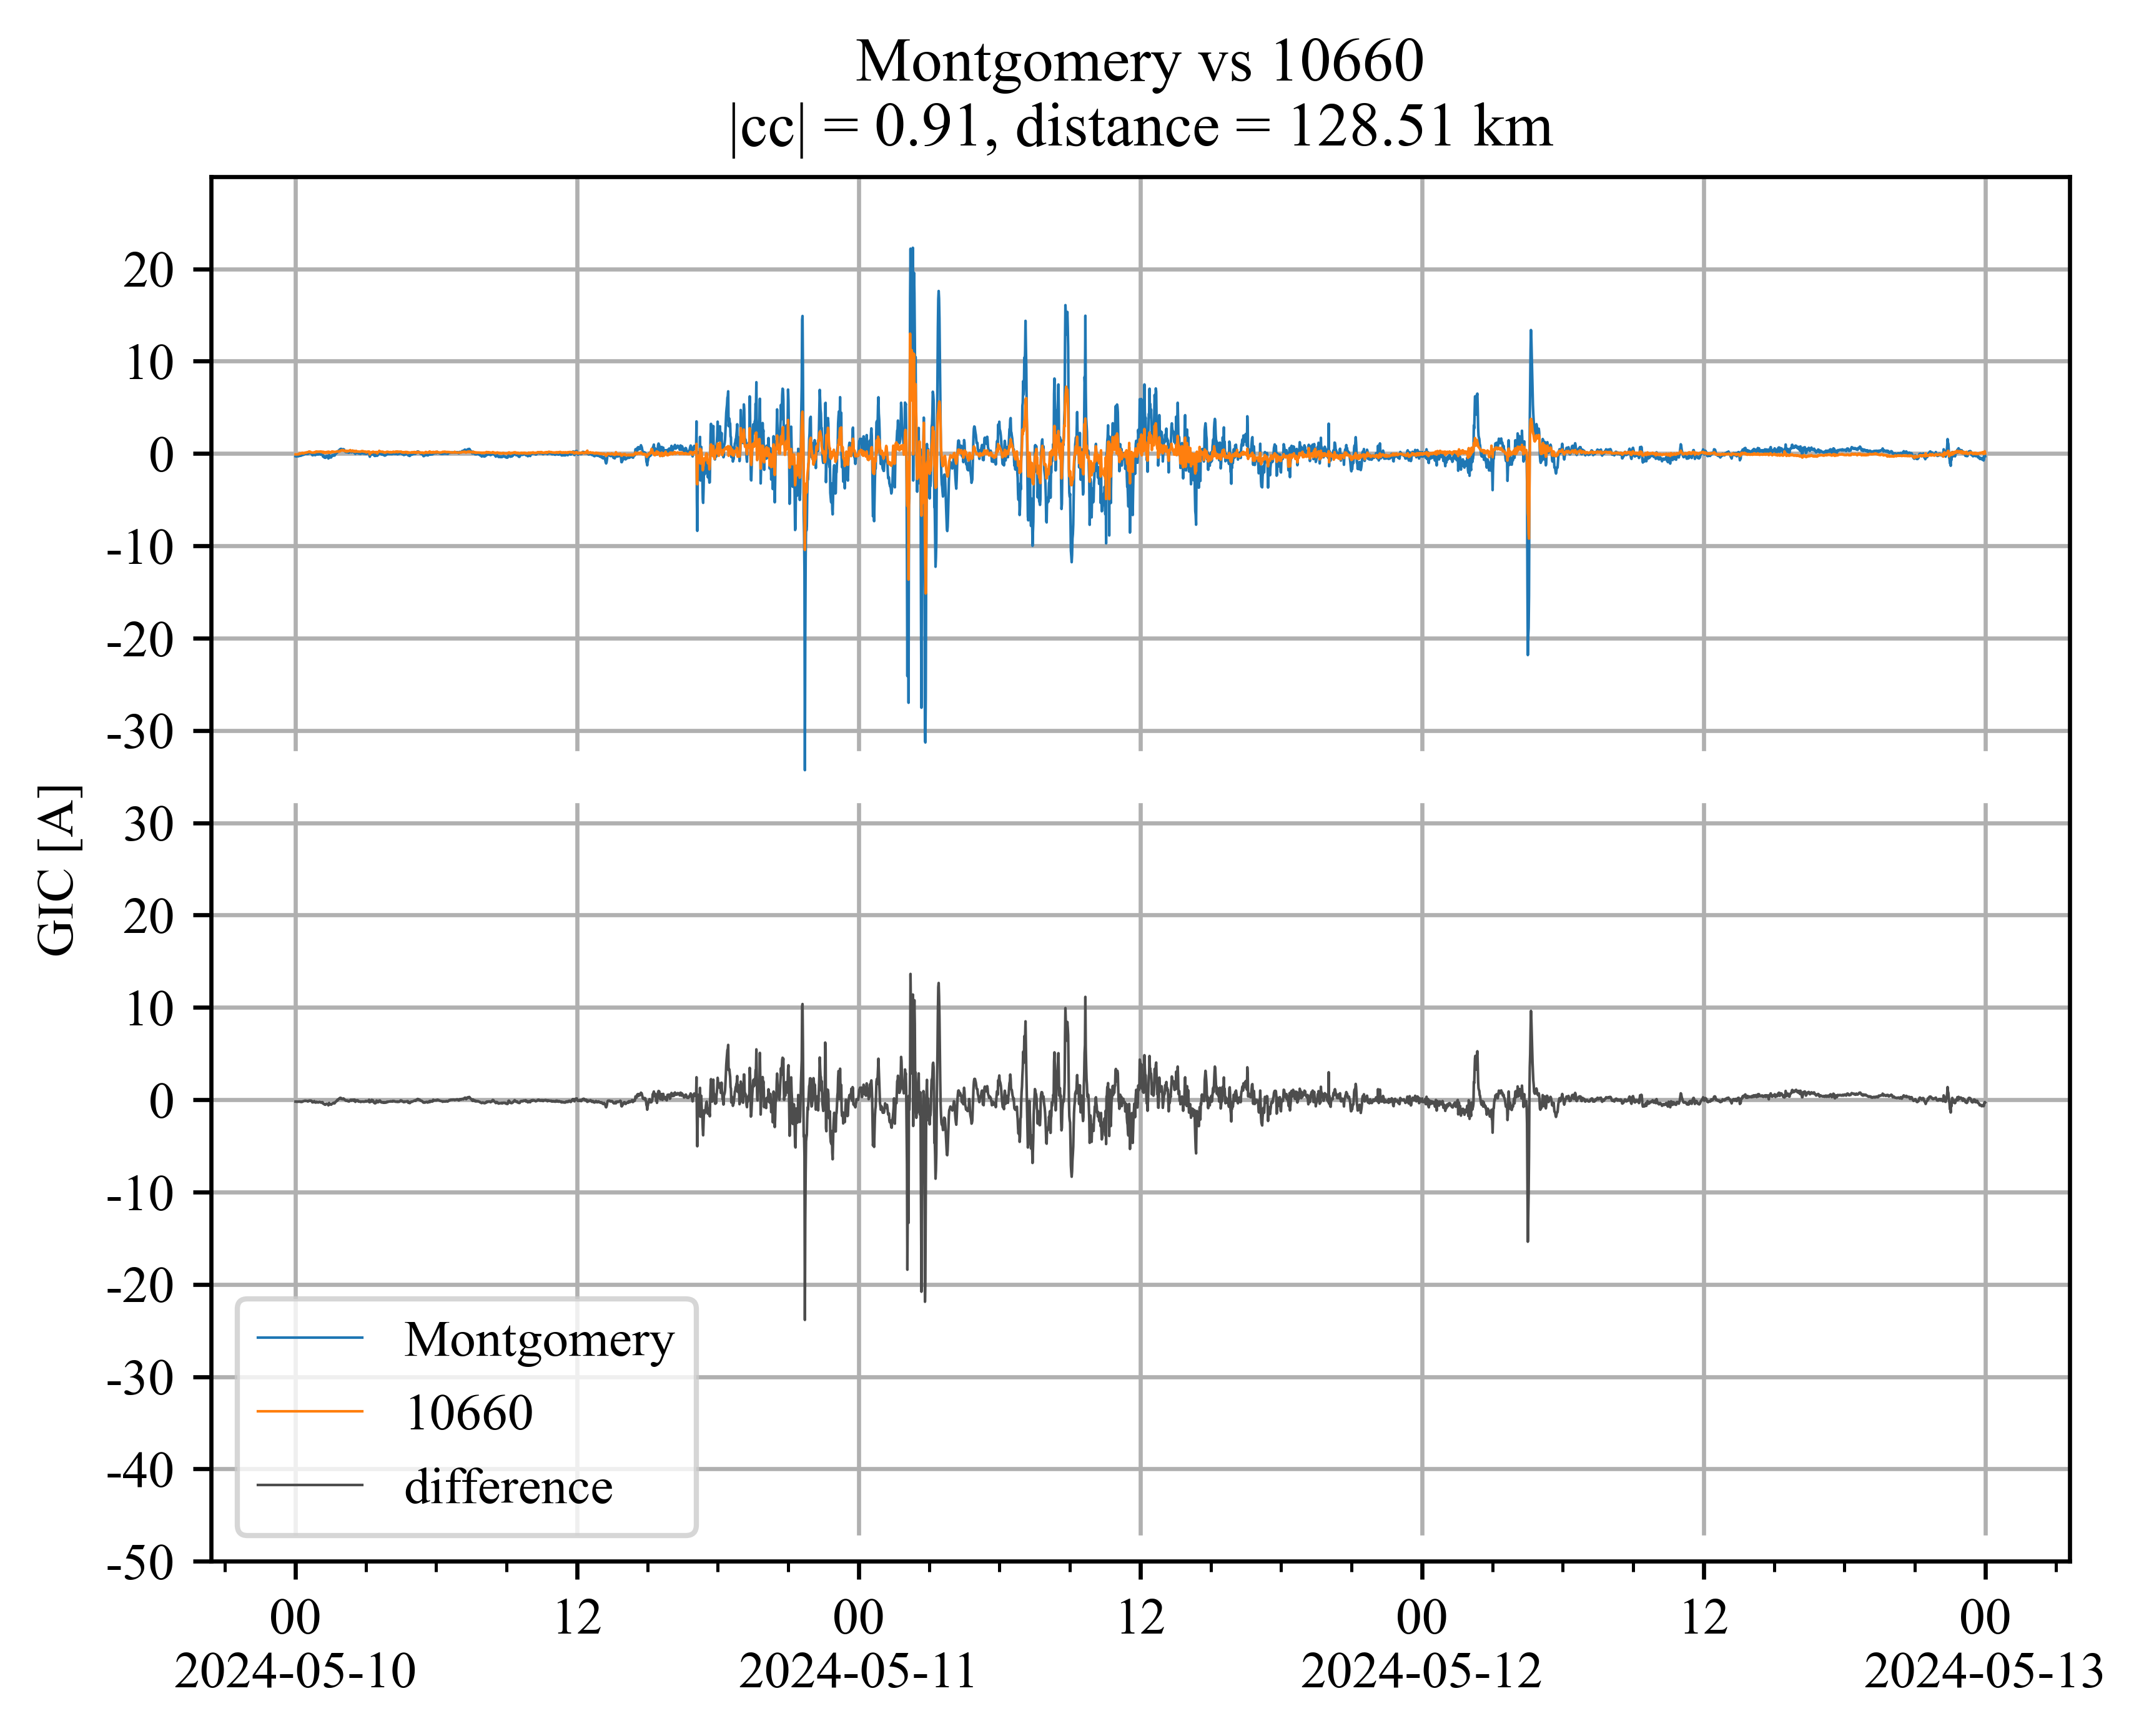 Montgomery vs 10660
|cc| = 0.91, distance = 128.51 km
20
10
0
-10
-20
-30
30
20
10
0
-10
-20
-30
-40
-50
GIC [A]
Montgomery
10660
difference
00 12 00 12 00 12 00
2024-05-10 2024-05-11 2024-05-12 2024-05-13